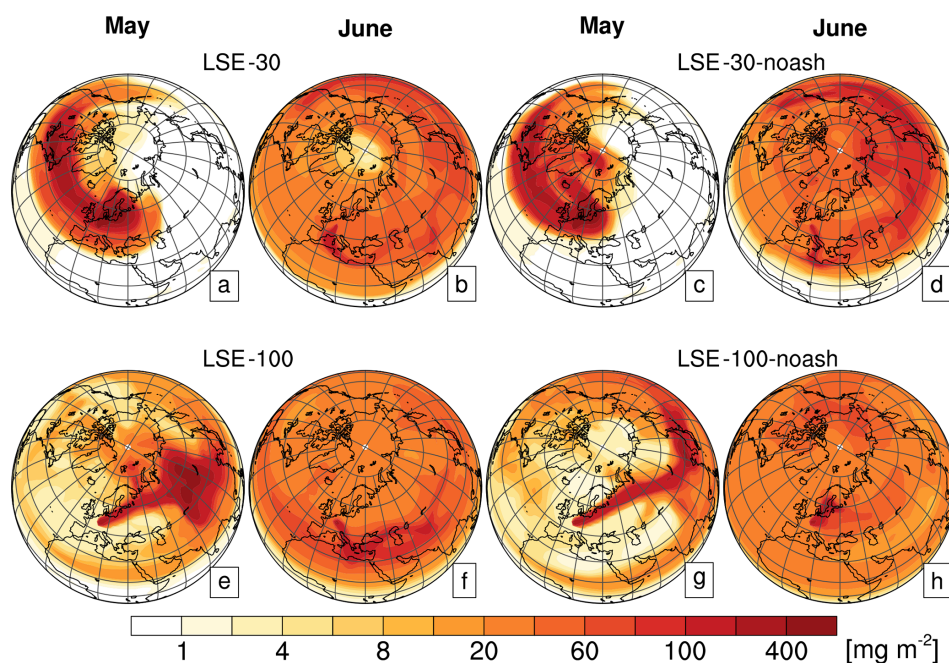 May June May June
LSE-30 LSE-30-noash
a b c d
LSE-100 LSE-100-noash
e f g h
1 4 8 20 60 100 400 [mg m⁻²]